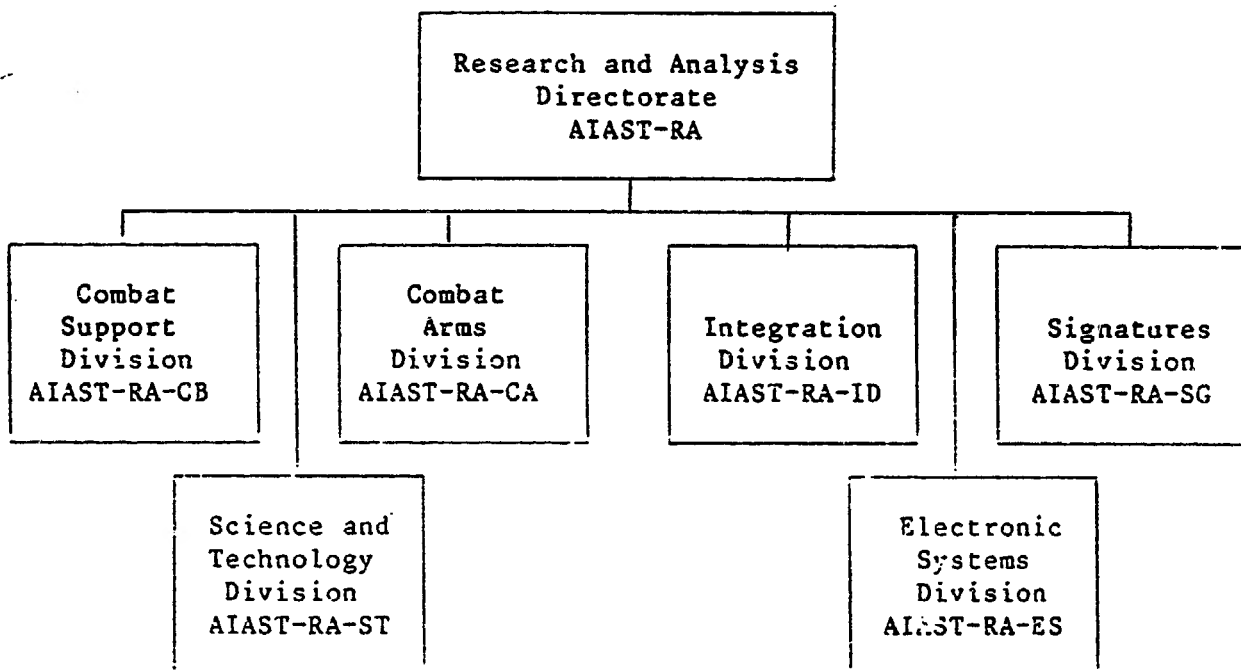 Research and Analysis
Directorate
AIAST-RA
Combat
Support
Division
AIAST-RA-CB
Combat
Arms
Division
AIAST-RA-CA
Integration
Division
AIAST-RA-ID
Signatures
Division
AIAST-RA-SG
Science and
Technology
Division
AIAST-RA-ST
Electronic
Systems
Division
AIAST-RA-ES